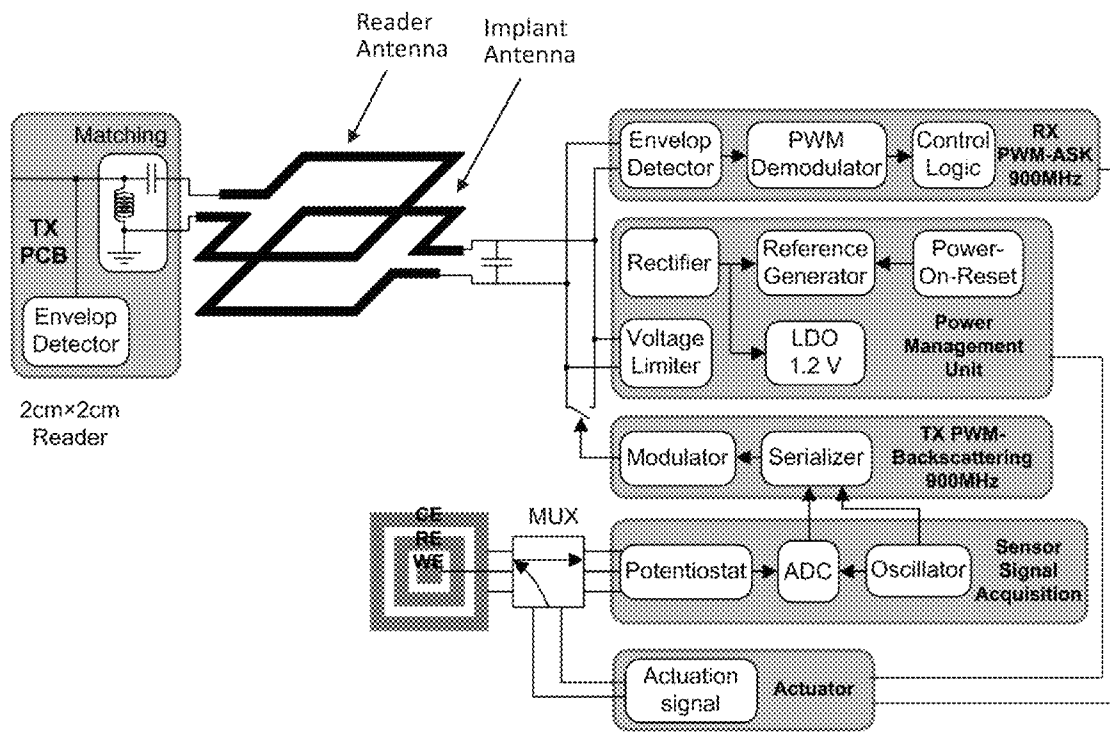 Reader
Antenna
Implant
Antenna
Matching
TX
PCB
Envelop
Detector
2cm×2cm
Reader
Envelop
Detector
PWM
Demodulator
Control
Logic
RX
PWM-ASK
900MHz
Rectifier
Reference
Generator
Power-
On-Reset
Voltage
Limiter
LDO
1.2 V
Power
Management
Unit
Modulator
Serializer
TX PWM-
Backscattering
900MHz
CE
RE
WE
MUX
Potentiostat
ADC
Oscillator
Sensor
Signal
Acquisition
Actuation
signal
Actuator